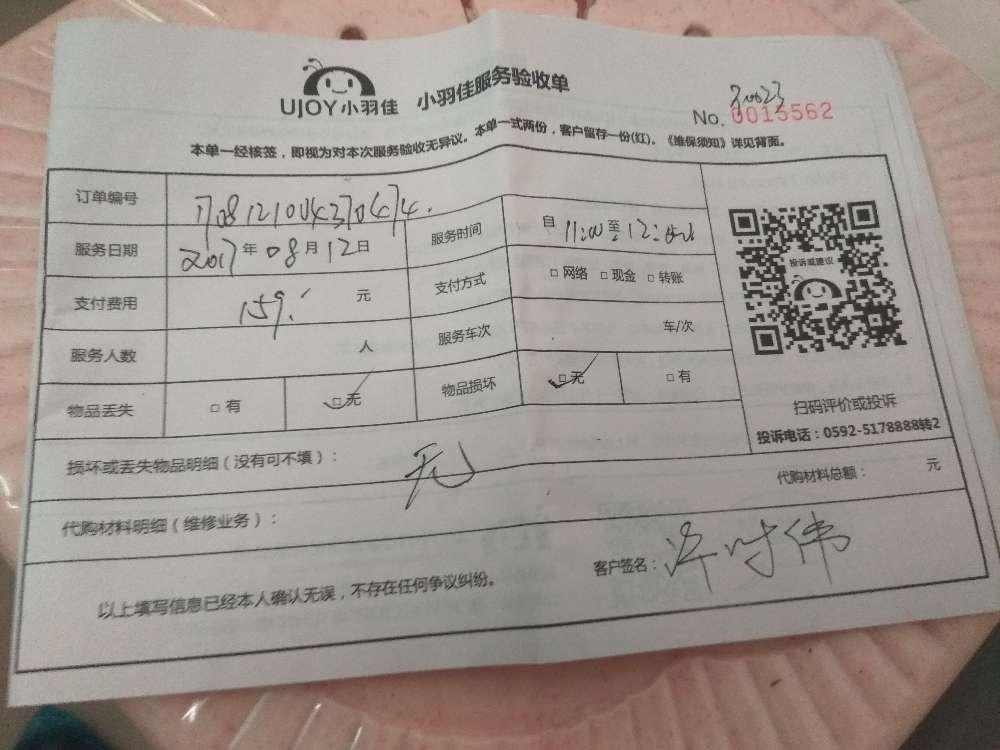 UJOY小羽佳 小羽佳服务验收单
No. 0015562
本单一经核签，即视为对本次服务验收无异议。本单一式两份，客户留存一份(红)。《维保须知》详见背面。
订单编号
服务日期 2017年08月12日 服务时间 自 11:00 至 12:
支付费用 159. 元 支付方式 □ 网络 □ 现金 □ 转账
服务人数 人 服务车次 车/次
物品丢失 □ 有 □ 无 物品损坏 □ 无 □ 有
投诉或建议
扫码评价或投诉
投诉电话：0592-5178888转2
损坏或丢失物品明细（没有可不填）： 无
代购材料明细（维修业务）： 代购材料总额： 元
以上填写信息已经本人确认无误，不存在任何争议纠纷。 客户签名：